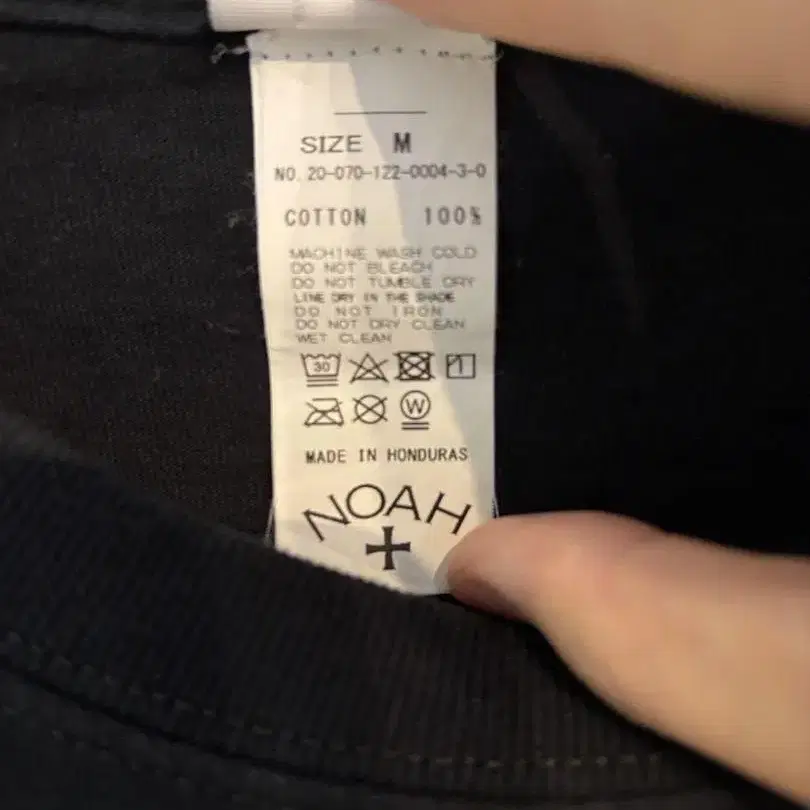 SIZE M
NO. 20-070-122-0004-3-0
COTTON 100%
MACHINE WASH COLD
DO NOT BLEACH
DO NOT TUMBLE DRY
LINE DRY IN THE SHADE
DO NOT IRON
DO NOT DRY CLEAN
WET CLEAN
30
W
MADE IN HONDURAS
NOAH